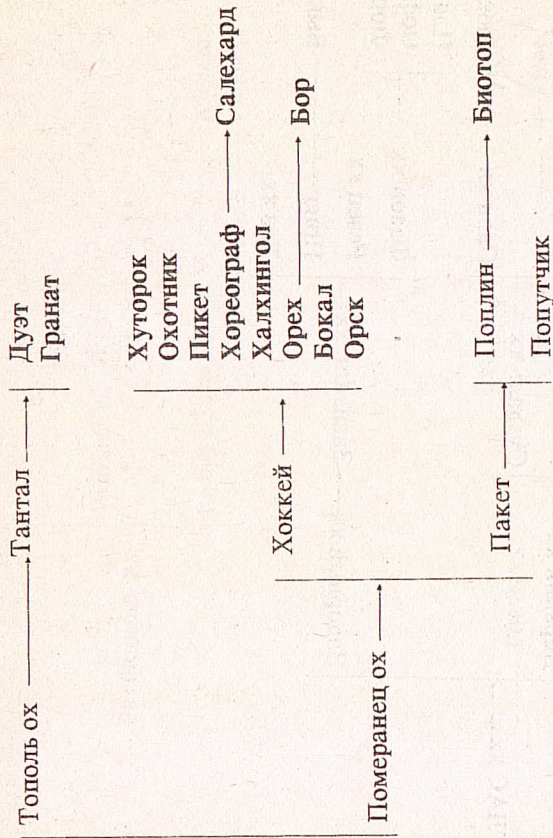 Тополь ох
Тантал
Дуэт
Гранат
Померанец ох
Хоккей
Хуторок
Охотник
Пикет
Хореограф
Салехард
Халхингол
Орех
Бор
Бокал
Орск
Пакет
Поплин
Биотоп
Попутчик